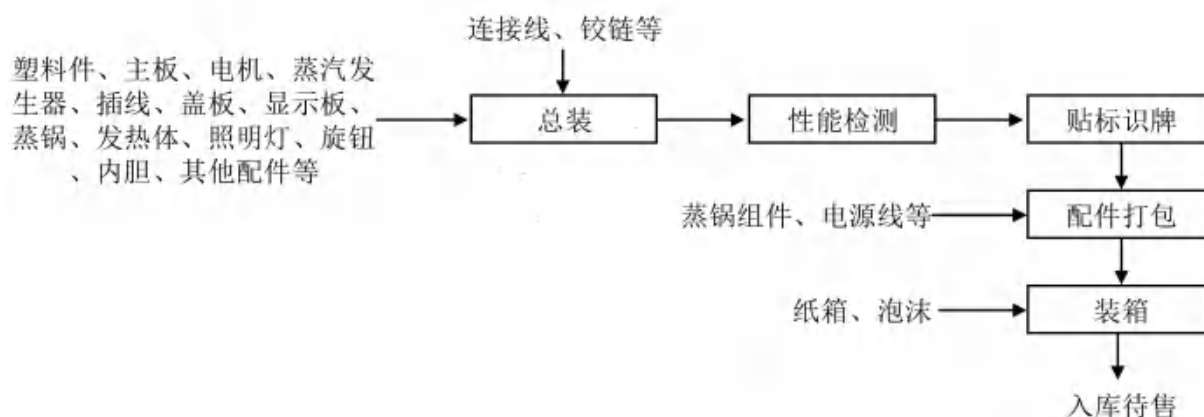 连接线、铰链等
塑料件、主板、电机、蒸汽发
生器、插线、盖板、显示板、
蒸锅、发热体、照明灯、旋钮
、内胆、其他配件等
总装
性能检测
贴标识牌
蒸锅组件、电源线等
配件打包
纸箱、泡沫
装箱
入库待售